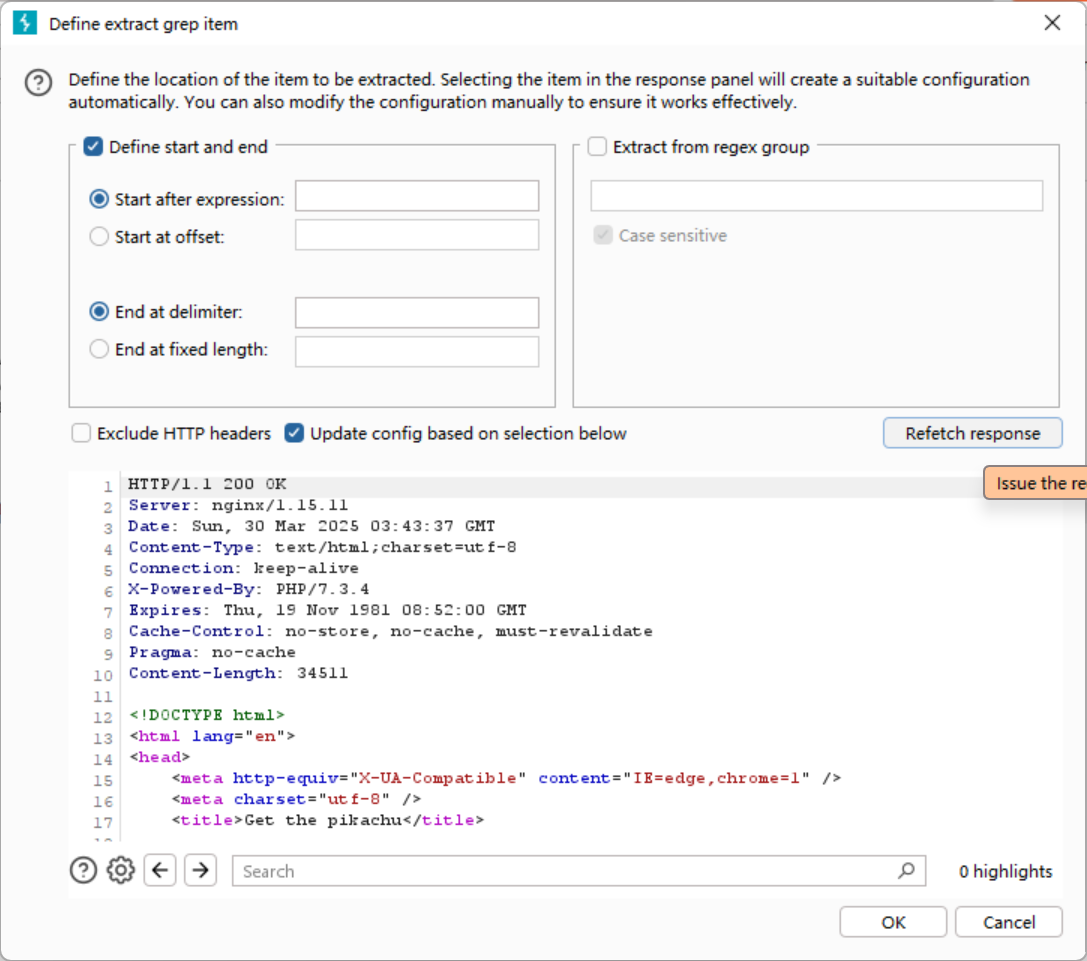 Define extract grep item
Define the location of the item to be extracted. Selecting the item in the response panel will create a suitable configuration
automatically. You can also modify the configuration manually to ensure it works effectively.
Define start and end
Start after expression:
Start at offset:
End at delimiter:
End at fixed length:
Extract from regex group
Case sensitive
Exclude HTTP headers
Update config based on selection below
Refetch response
Issue the re
1 HTTP/1.1 200 OK
2 Server: nginx/1.15.11
3 Date: Sun, 30 Mar 2025 03:43:37 GMT
4 Content-Type: text/html;charset=utf-8
5 Connection: keep-alive
6 X-Powered-By: PHP/7.3.4
7 Expires: Thu, 19 Nov 1981 08:52:00 GMT
8 Cache-Control: no-store, no-cache, must-revalidate
9 Pragma: no-cache
10 Content-Length: 34511
11
12 <!DOCTYPE html>
13 <html lang="en">
14 <head>
15 <meta http-equiv="X-UA-Compatible" content="IE=edge,chrome=1" />
16 <meta charset="utf-8" />
17 <title>Get the pikachu</title>
Search
0 highlights
OK
Cancel